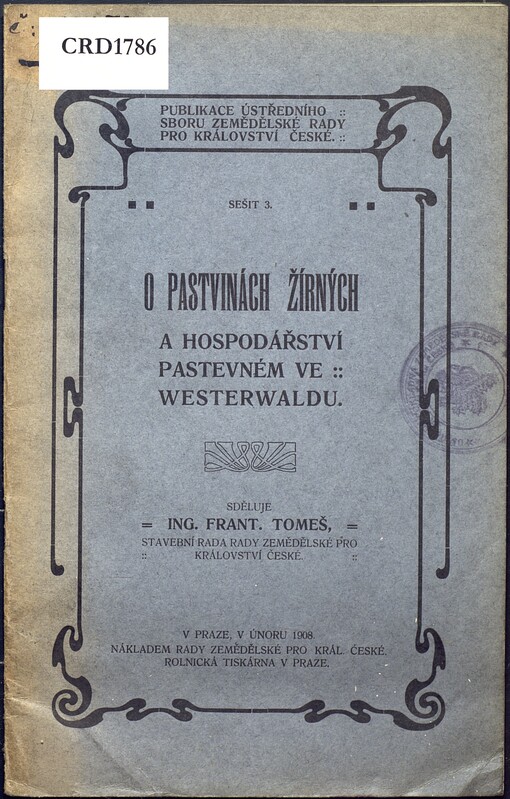 CRD1786
PUBLIKACE ÚSTŘEDNÍHO ::
SBORU ZEMĚDĚLSKÉ RADY
PRO KRÁLOVSTVÍ ČESKÉ. ::
SEŠIT 3.
O PASTVINÁCH ŽÍRNÝCH
A HOSPODÁŘSTVÍ
PASTEVNÉM VE ::
WESTERWALDU.
SDĚLUJE
= ING. FRANT. TOMEŠ, =
STAVEBNÍ RADA RADY ZEMĚDĚLSKÉ PRO
:: KRÁLOVSTVÍ ČESKÉ. ::
V PRAZE, V ÚNORU 1908.
NÁKLADEM RADY ZEMĚDĚLSKÉ PRO KRÁL. ČESKÉ.
ROLNICKÁ TISKÁRNA V PRAZE.